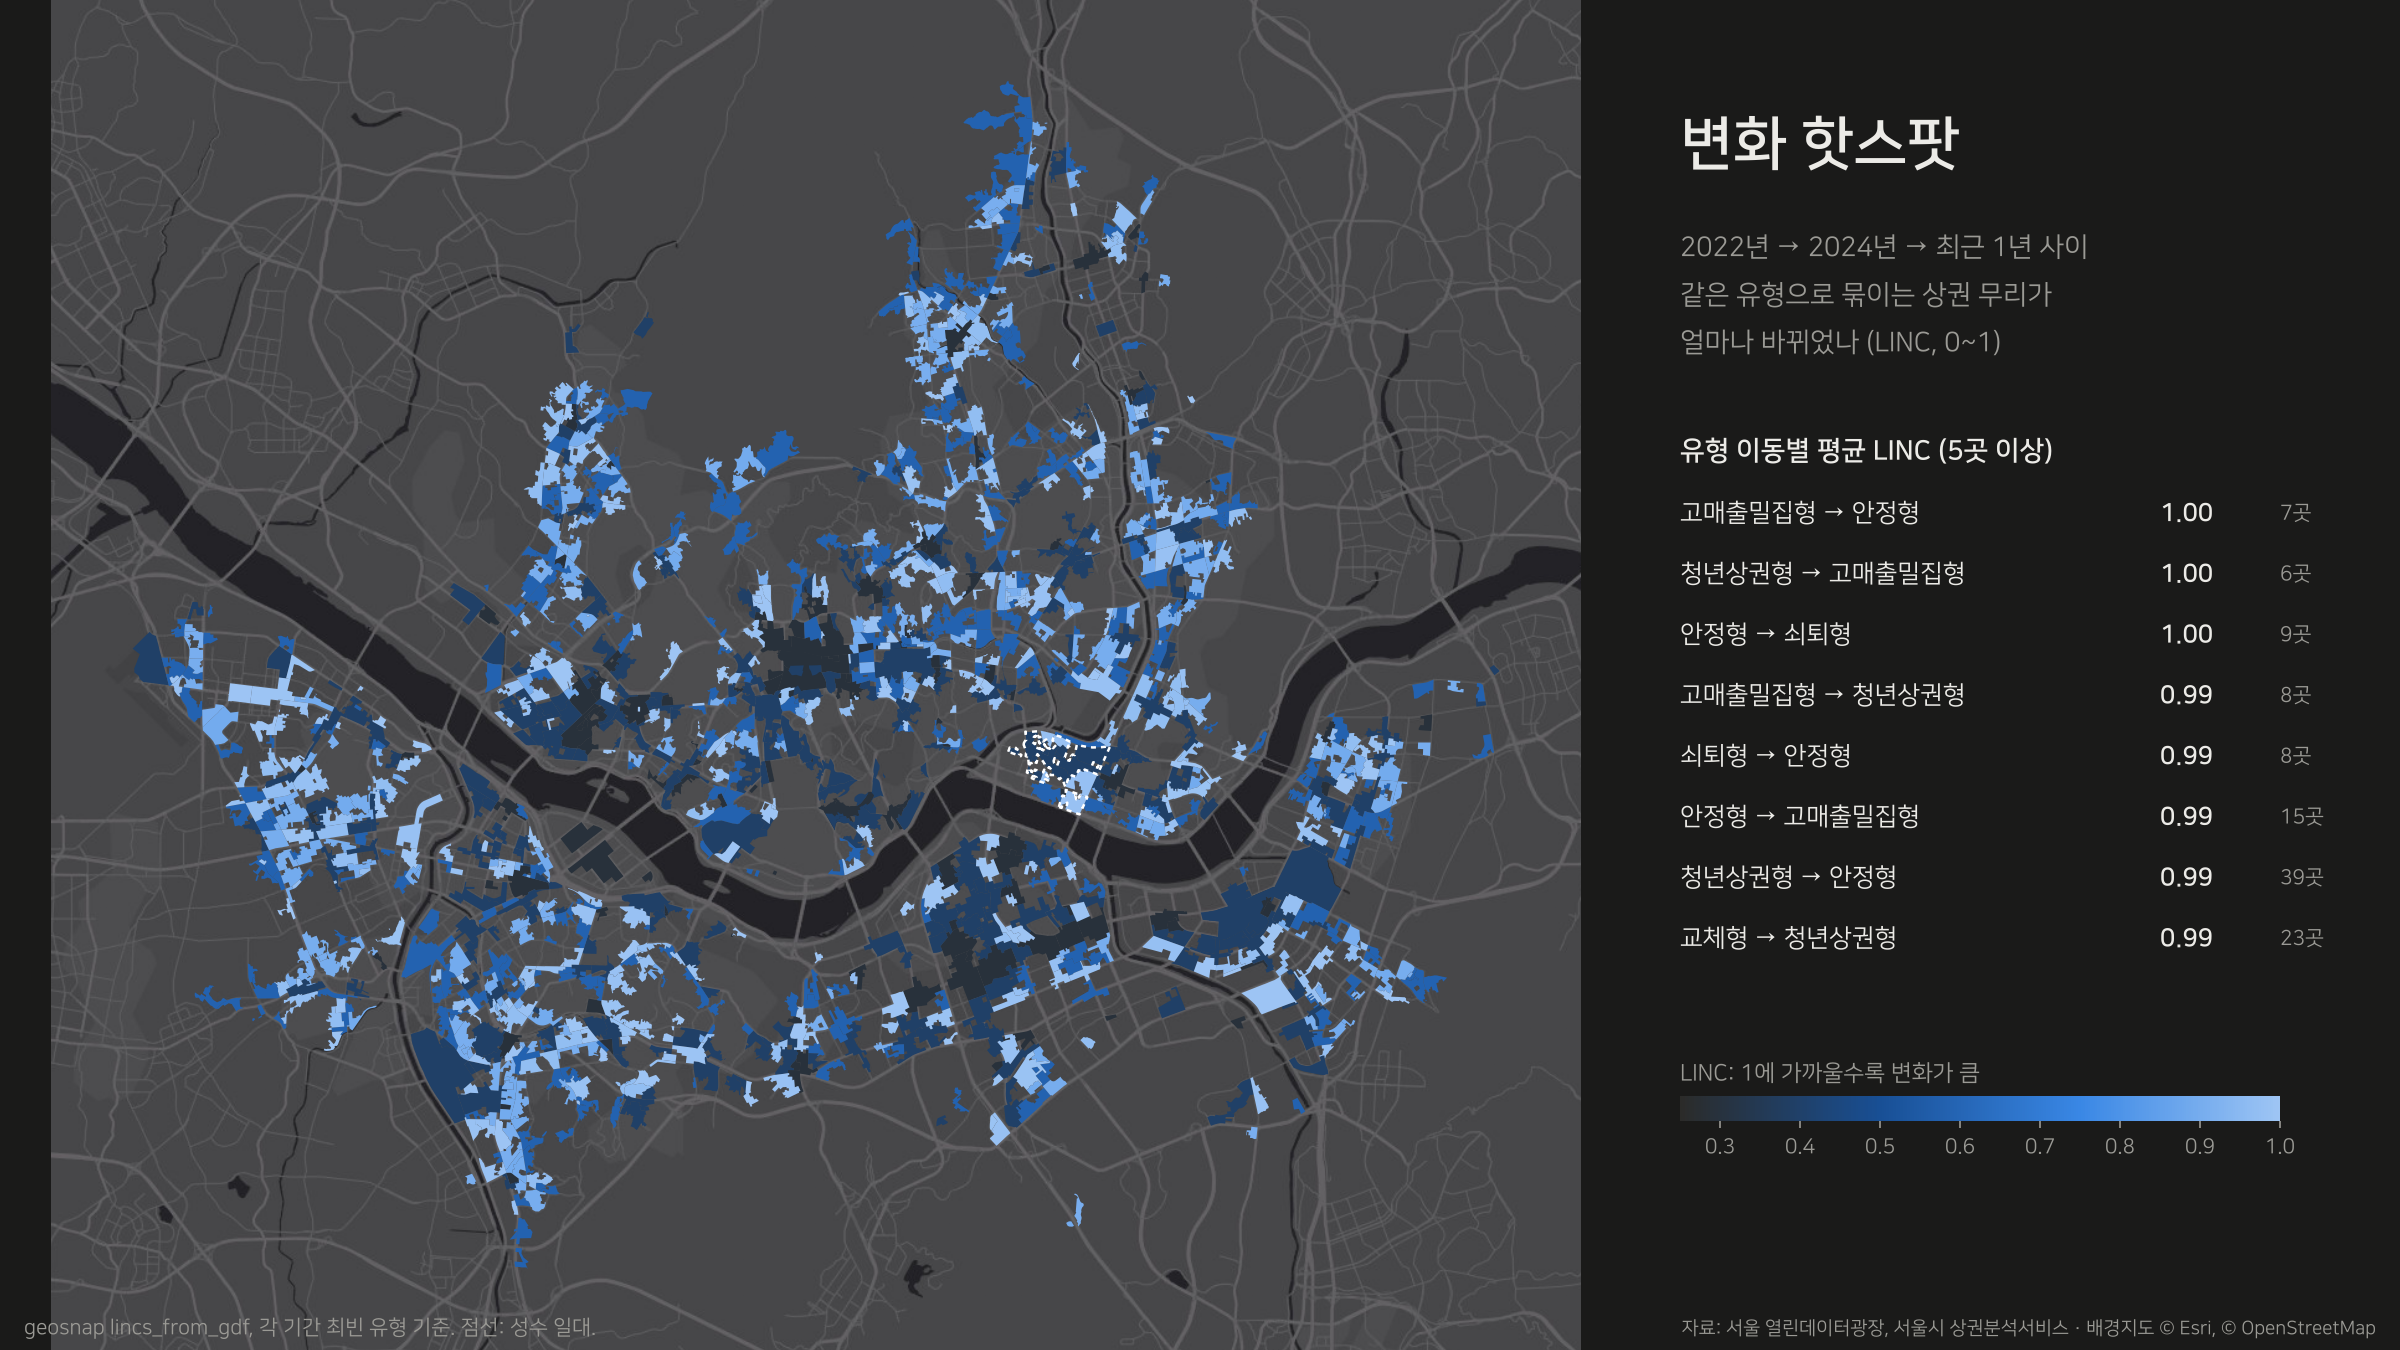 변화 핫스팟
2022년 → 2024년 → 최근 1년 사이
같은 유형으로 묶이는 상권 무리가
얼마나 바뀌었나 (LINC, 0~1)
유형 이동별 평균 LINC (5곳 이상)
고매출밀집형 → 안정형 1.00 7곳
청년상권형 → 고매출밀집형 1.00 6곳
안정형 → 쇠퇴형 1.00 9곳
고매출밀집형 → 청년상권형 0.99 8곳
쇠퇴형 → 안정형 0.99 8곳
안정형 → 고매출밀집형 0.99 15곳
청년상권형 → 안정형 0.99 39곳
교체형 → 청년상권형 0.99 23곳
LINC: 1에 가까울수록 변화가 큼
0.3 0.4 0.5 0.6 0.7 0.8 0.9 1.0
geosnap lincs_from_gdf, 각 기간 최빈 유형 기준. 점선: 성수 일대.
자료: 서울 열린데이터광장, 서울시 상권분석서비스 · 배경지도 © Esri, © OpenStreetMap